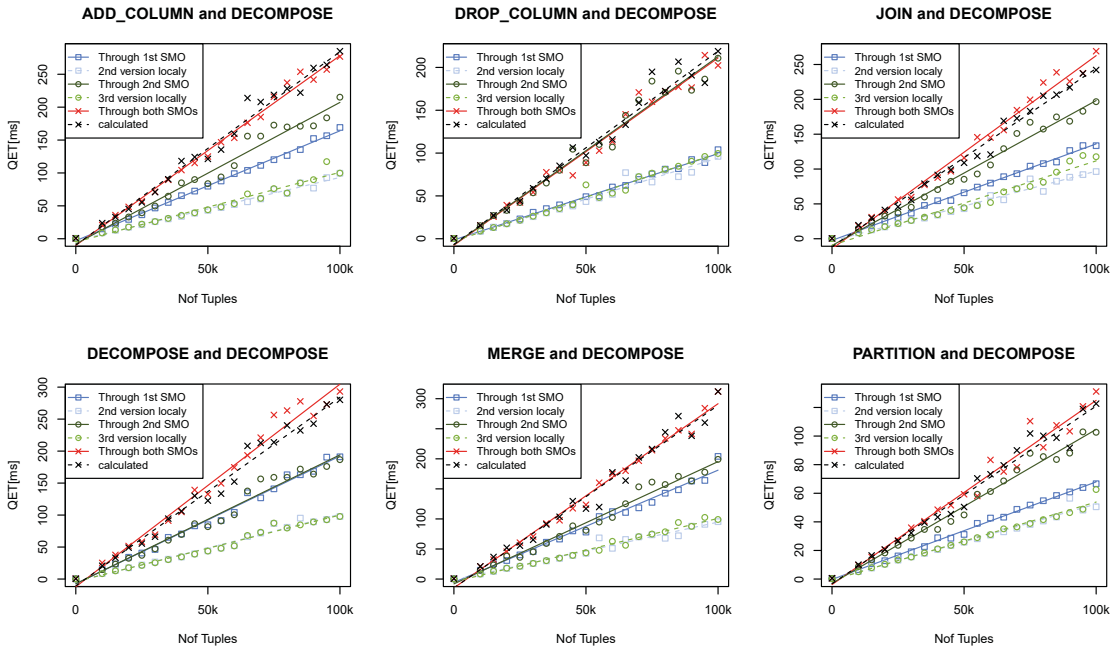 ADD_COLUMN and DECOMPOSE
Through 1st SMO
2nd version localy
Through 2nd SMO
3rd version locally
Through both SMOs
calculated
QET[ms]
250
200
150
100
50
0
0
50k
100k
Nof Tuples
DROP_COLUMN and DECOMPOSE
Through 1st SMO
2nd version localy
Through 2nd SMO
3rd version locally
Through both SMOs
calculated
QET[ms]
200
150
100
50
0
0
50k
100k
Nof Tuples
JOIN and DECOMPOSE
Through 1st SMO
2nd version localy
Through 2nd SMO
3rd version locally
Through both SMOs
calculated
QET[ms]
250
200
150
100
50
0
0
50k
100k
Nof Tuples
DECOMPOSE and DECOMPOSE
Through 1st SMO
2nd version localy
Through 2nd SMO
3rd version locally
Through both SMOs
calculated
QET[ms]
300
250
200
150
100
50
0
0
50k
100k
Nof Tuples
MERGE and DECOMPOSE
Through 1st SMO
2nd version localy
Through 2nd SMO
3rd version locally
Through both SMOs
calculated
QET[ms]
300
250
200
150
100
50
0
0
50k
100k
Nof Tuples
PARTITION and DECOMPOSE
Through 1st SMO
2nd version localy
Through 2nd SMO
3rd version locally
Through both SMOs
calculated
QET[ms]
120
100
80
60
40
20
0
0
50k
100k
Nof Tuples